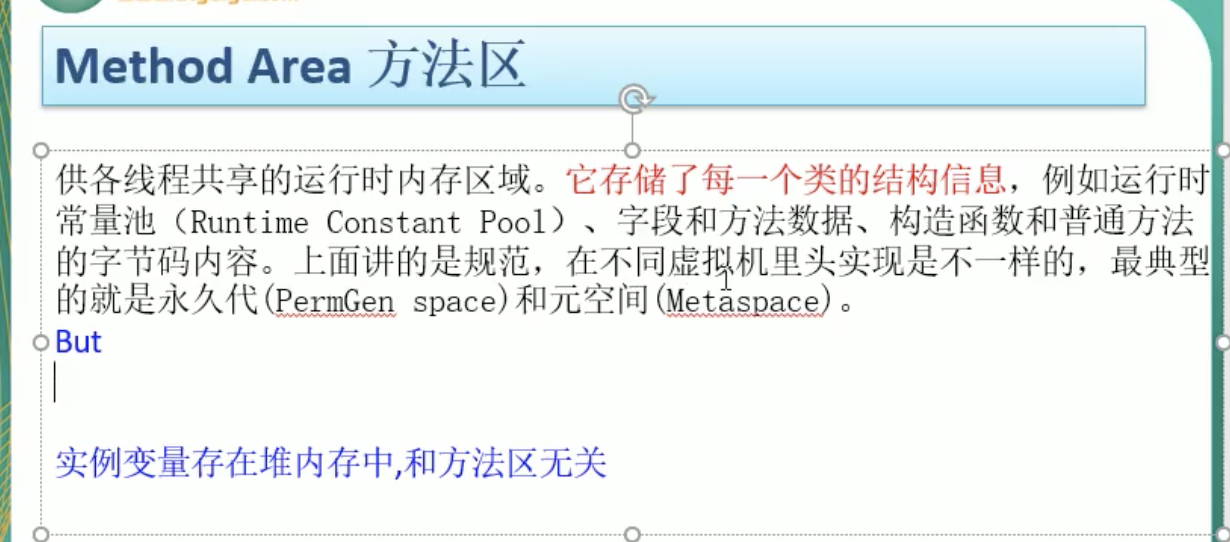 Method Area 方法区
供各线程共享的运行时内存区域。它存储了每一个类的结构信息，例如运行时
常量池（Runtime Constant Pool）、字段和方法数据、构造函数和普通方法
的字节码内容。上面讲的是规范，在不同虚拟机里头实现是不一样的，最典型
的就是永久代(PermGen space)和元空间(Metaspace)。
But
实例变量存在堆内存中,和方法区无关